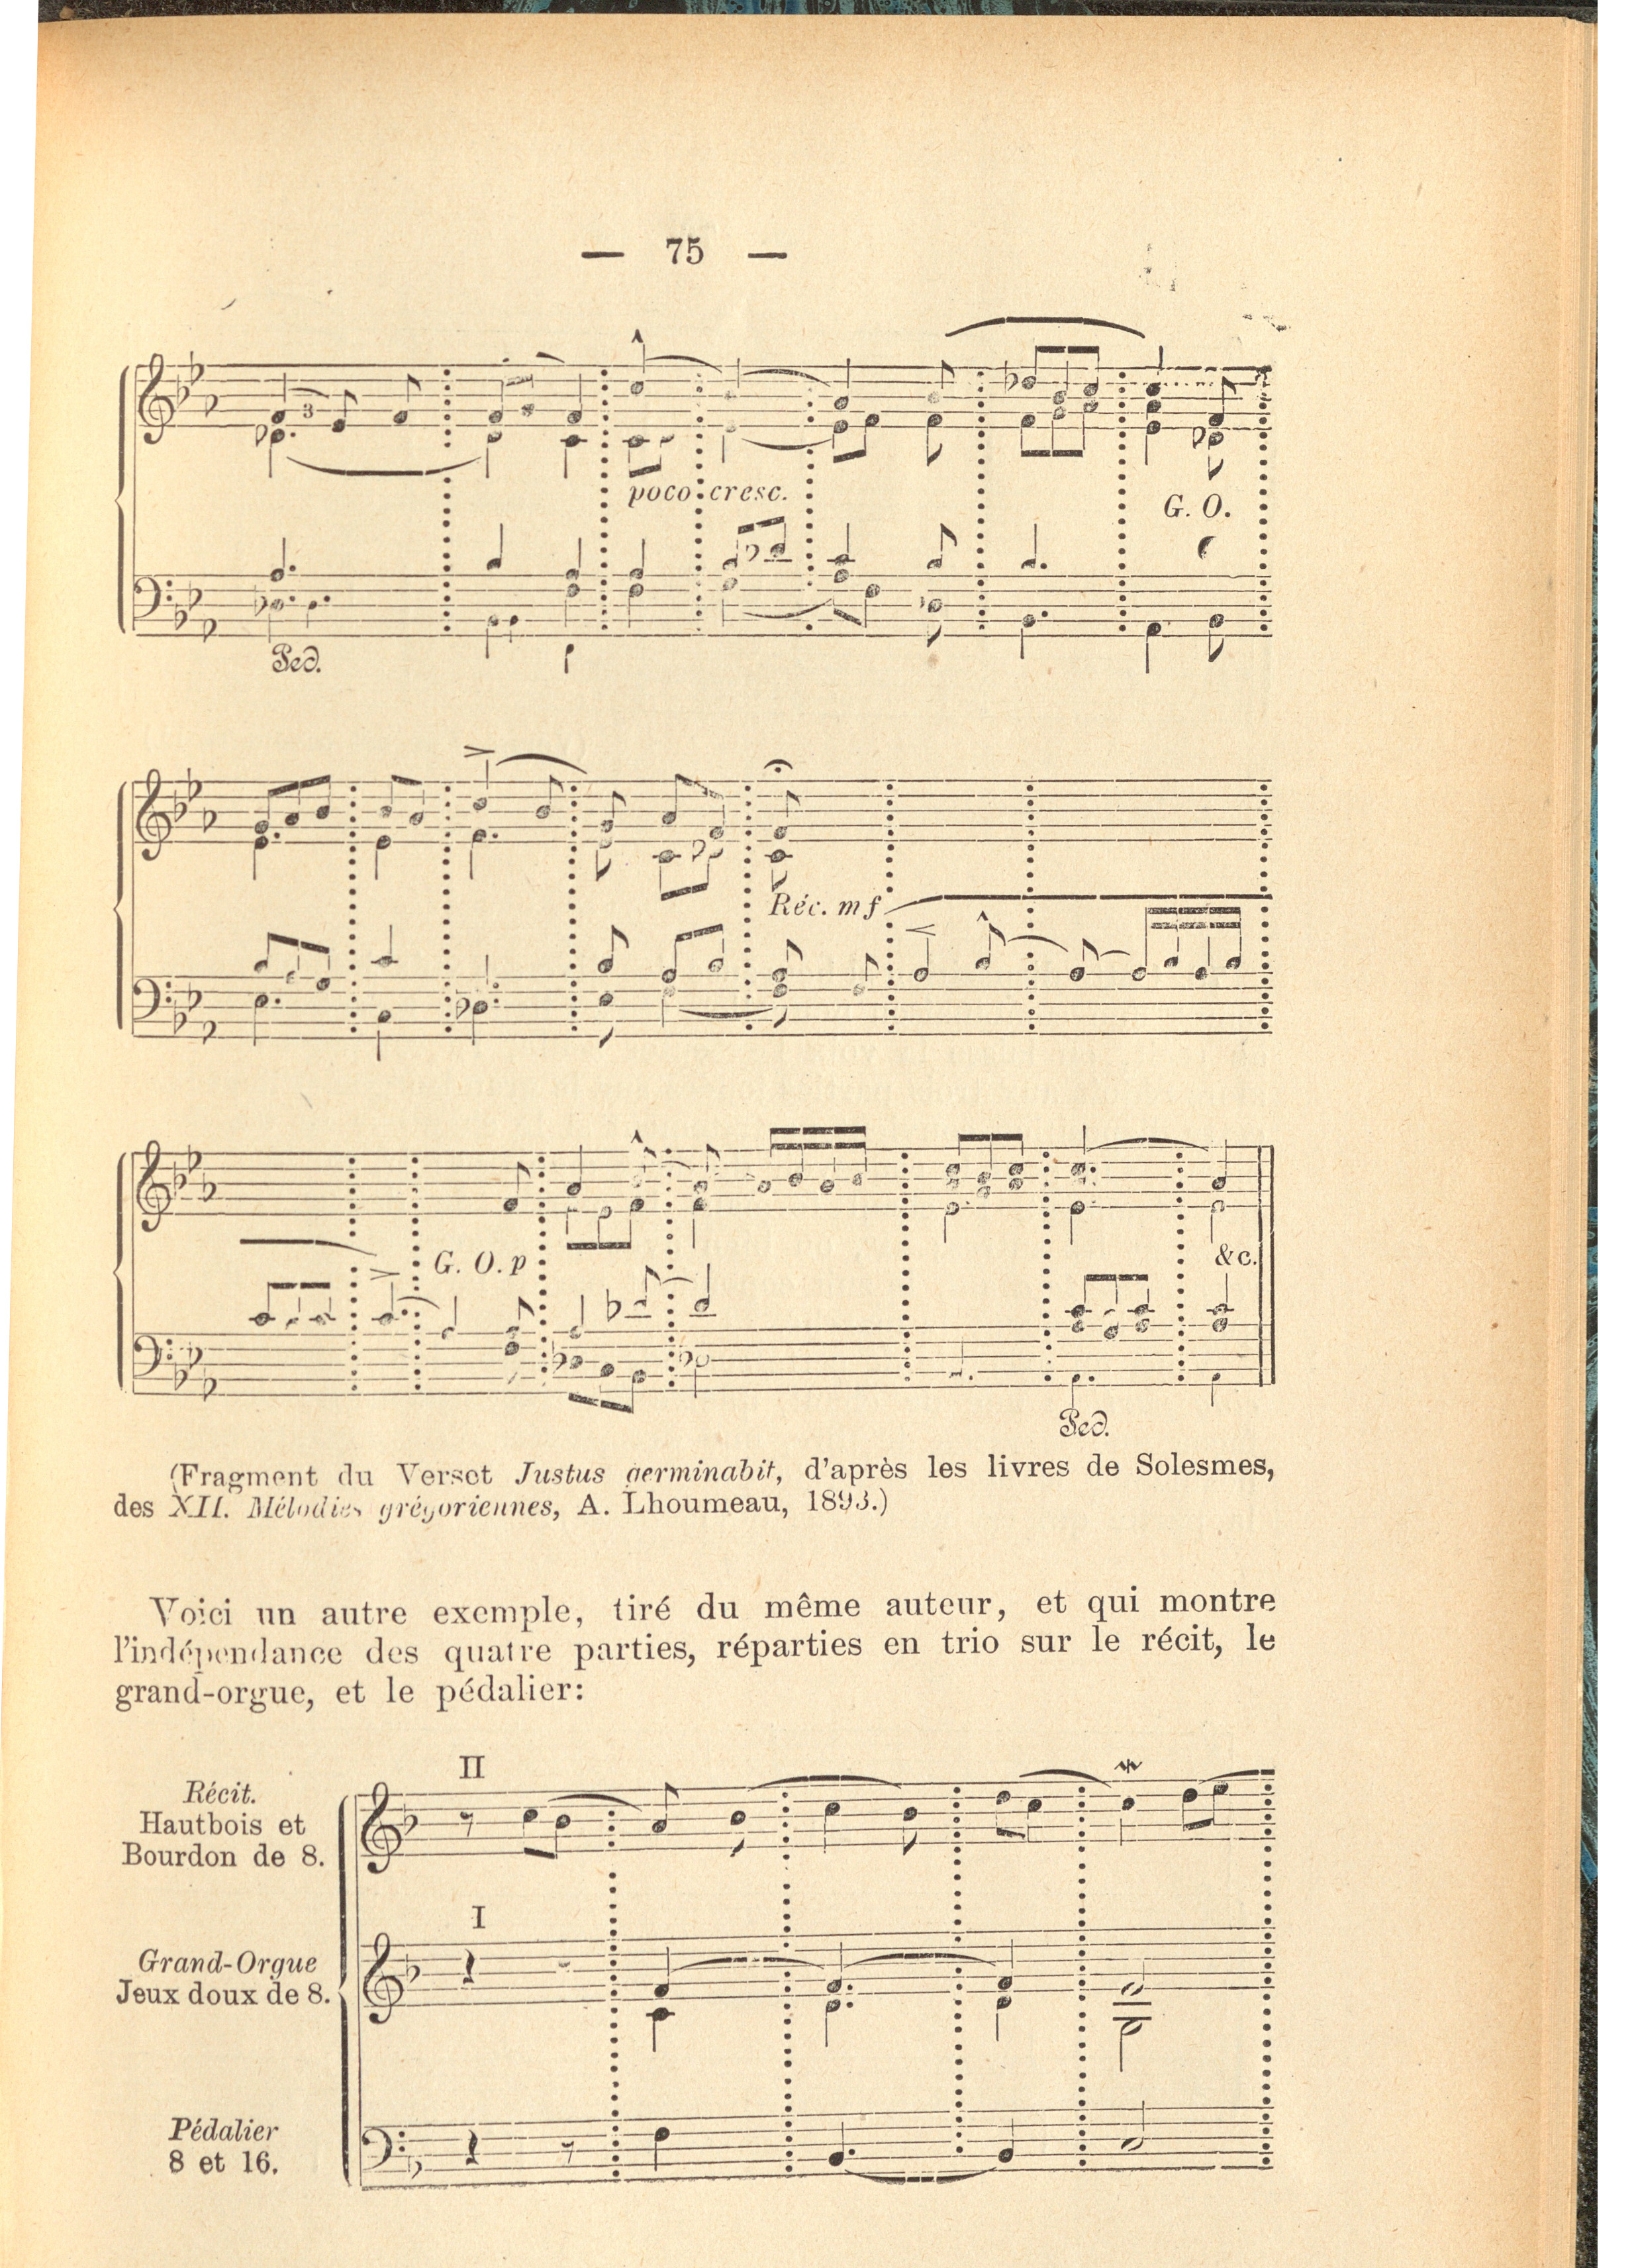 — 75 —
3
poco cresc.
G. O.
Ped.
Réc. mf
G. O. p
&c.
Ped.
(Fragment du Verset Justus germinabit, d'après les livres de Solesmes,
des XII. Mélodies grégoriennes, A. Lhoumeau, 1893.)
Voici un autre exemple, tiré du même auteur, et qui montre
l'indépendance des quatre parties, réparties en trio sur le récit, le
grand-orgue, et le pédalier:
II
Récit.
Hautbois et
Bourdon de 8.
I
Grand-Orgue
Jeux doux de 8.
Pédalier
8 et 16.